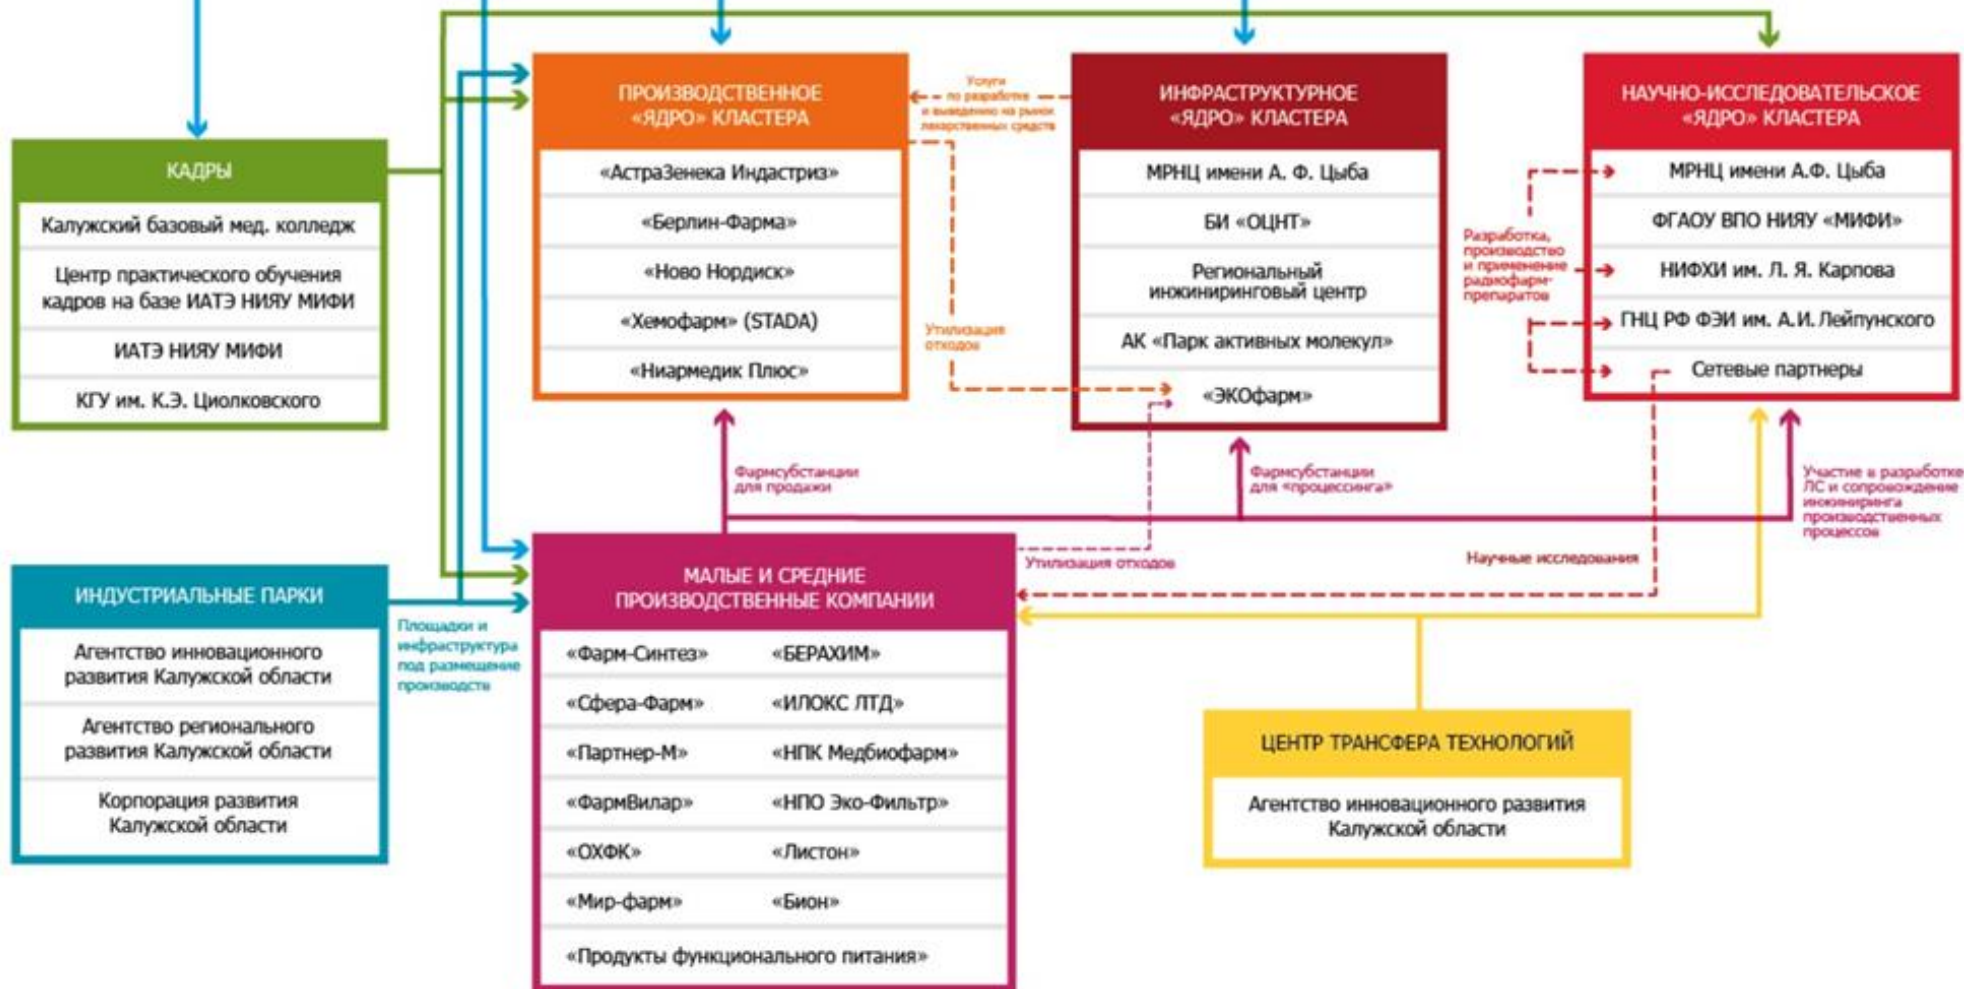 КАДРЫ
Калужский базовый мед. колледж
Центр практического обучения
кадров на базе ИАТЭ НИЯУ МИФИ
ИАТЭ НИЯУ МИФИ
КГУ им. К.Э. Циолковского
ПРОИЗВОДСТВЕННОЕ
«ЯДРО» КЛАСТЕРА
«АстраЗенека Индастриз»
«Берлин-Фарма»
«Ново Нордиск»
«Хемофарм» (STADA)
«Ниармедик Плюс»
Услуги
по разработке
и выведению на рынок
лекарственных средств
Утилизация
отходов
ИНФРАСТРУКТУРНОЕ
«ЯДРО» КЛАСТЕРА
МРНЦ имени А. Ф. Цыба
БИ «ОЦНТ»
Региональный
инжиниринговый центр
АК «Парк активных молекул»
«ЭКОфарм»
Разработка,
производство
и применение
радиофарм-
препаратов
НАУЧНО-ИССЛЕДОВАТЕЛЬСКОЕ
«ЯДРО» КЛАСТЕРА
МРНЦ имени А.Ф. Цыба
ФГАОУ ВПО НИЯУ «МИФИ»
НИФХИ им. Л. Я. Карпова
ГНЦ РФ ФЭИ им. А.И. Лейпунского
Сетевые партнеры
Фармсубстанции
для продажи
Фармсубстанции
для «процессинга»
Участие в разработке
ЛС и сопровождение
инжиниринга
производственных
процессов
Утилизация отходов
Научные исследования
ИНДУСТРИАЛЬНЫЕ ПАРКИ
Агентство инновационного
развития Калужской области
Агентство регионального
развития Калужской области
Корпорация развития
Калужской области
Площадки и
инфраструктура
под размещение
производств
МАЛЫЕ И СРЕДНИЕ
ПРОИЗВОДСТВЕННЫЕ КОМПАНИИ
«Фарм-Синтез» «БЕРАХИМ»
«Сфера-Фарм» «ИЛОКС ЛТД»
«Партнер-М» «НПК Медбиофарм»
«ФармВилар» «НПО Эко-Фильтр»
«ОХФК» «Листон»
«Мир-фарм» «Бион»
«Продукты функционального питания»
ЦЕНТР ТРАНСФЕРА ТЕХНОЛОГИЙ
Агентство инновационного развития
Калужской области